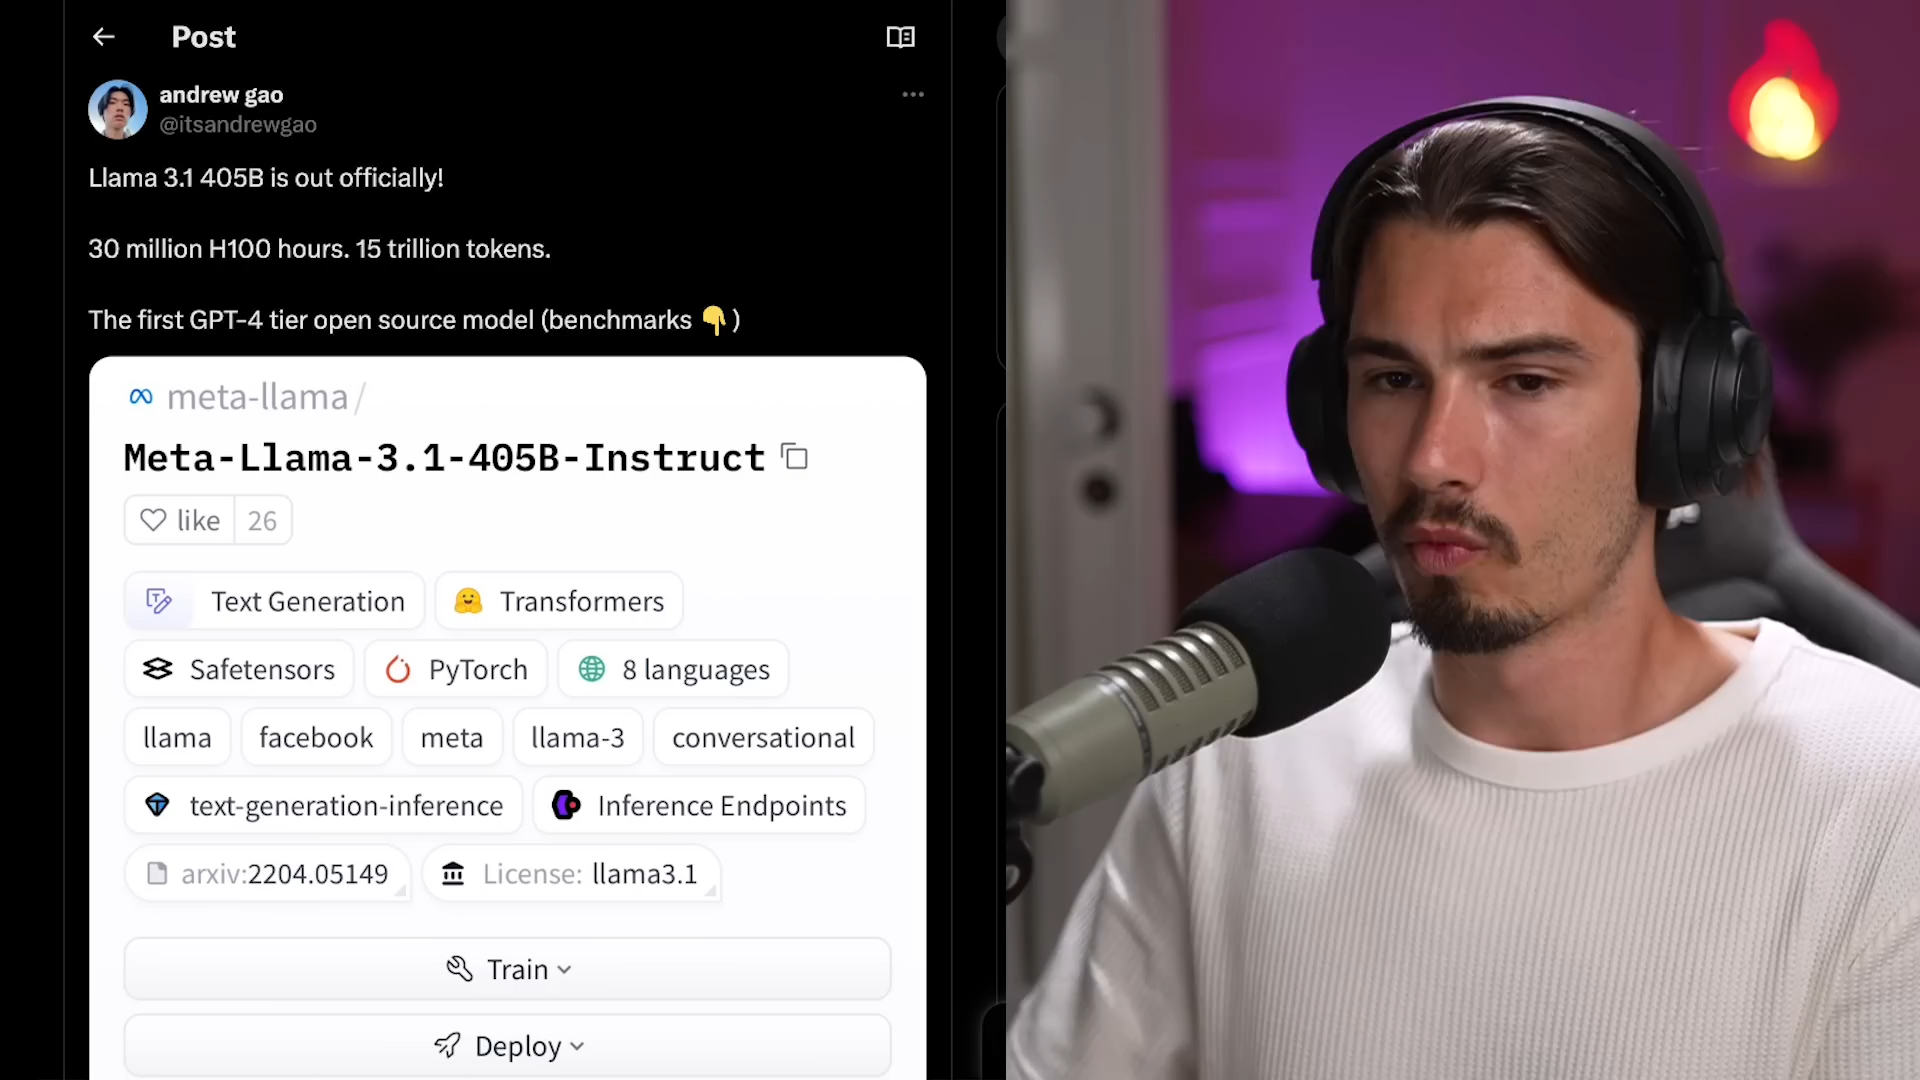 Post
andrew gao
@itsandrewgao
Llama 3.1 405B is out officially!
30 million H100 hours. 15 trillion tokens.
The first GPT-4 tier open source model (benchmarks 👇)
meta-llama/
Meta-Llama-3.1-405B-Instruct
like 26
Text Generation Transformers
Safetensors PyTorch 8 languages
llama facebook meta llama-3 conversational
text-generation-inference Inference Endpoints
arxiv:2204.05149 License: llama3.1
Train
Deploy